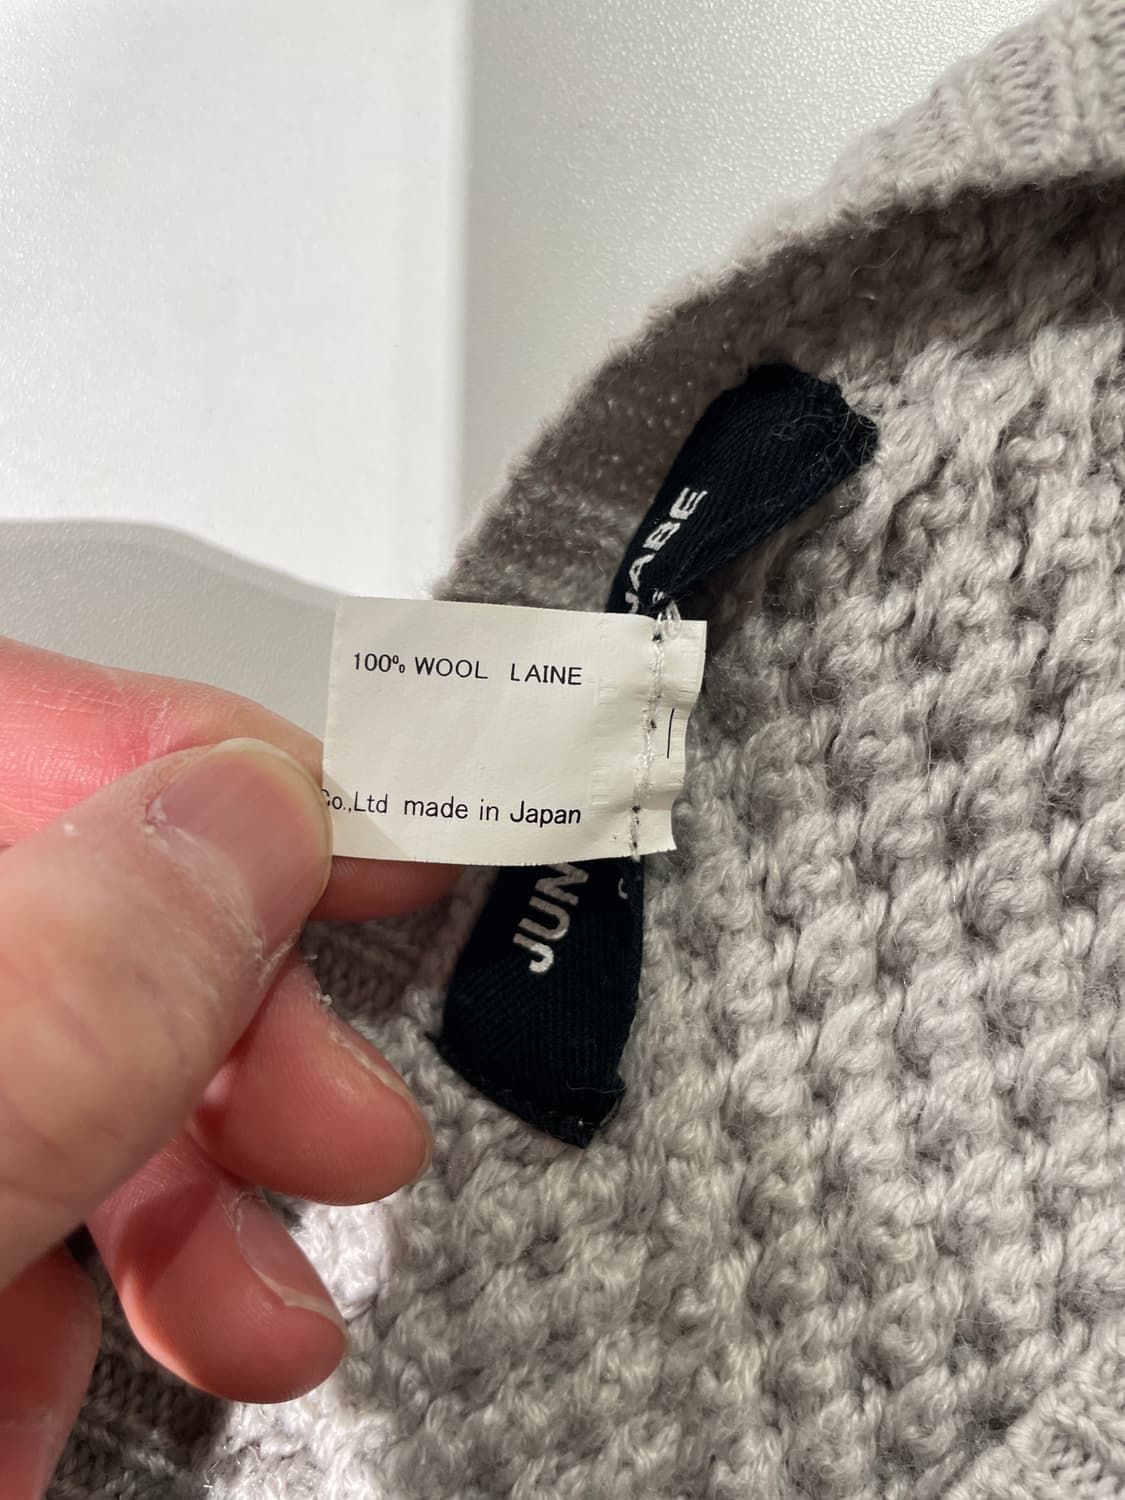 100% WOOL LAINE
Co.,Ltd made in Japan
JUN
ABE